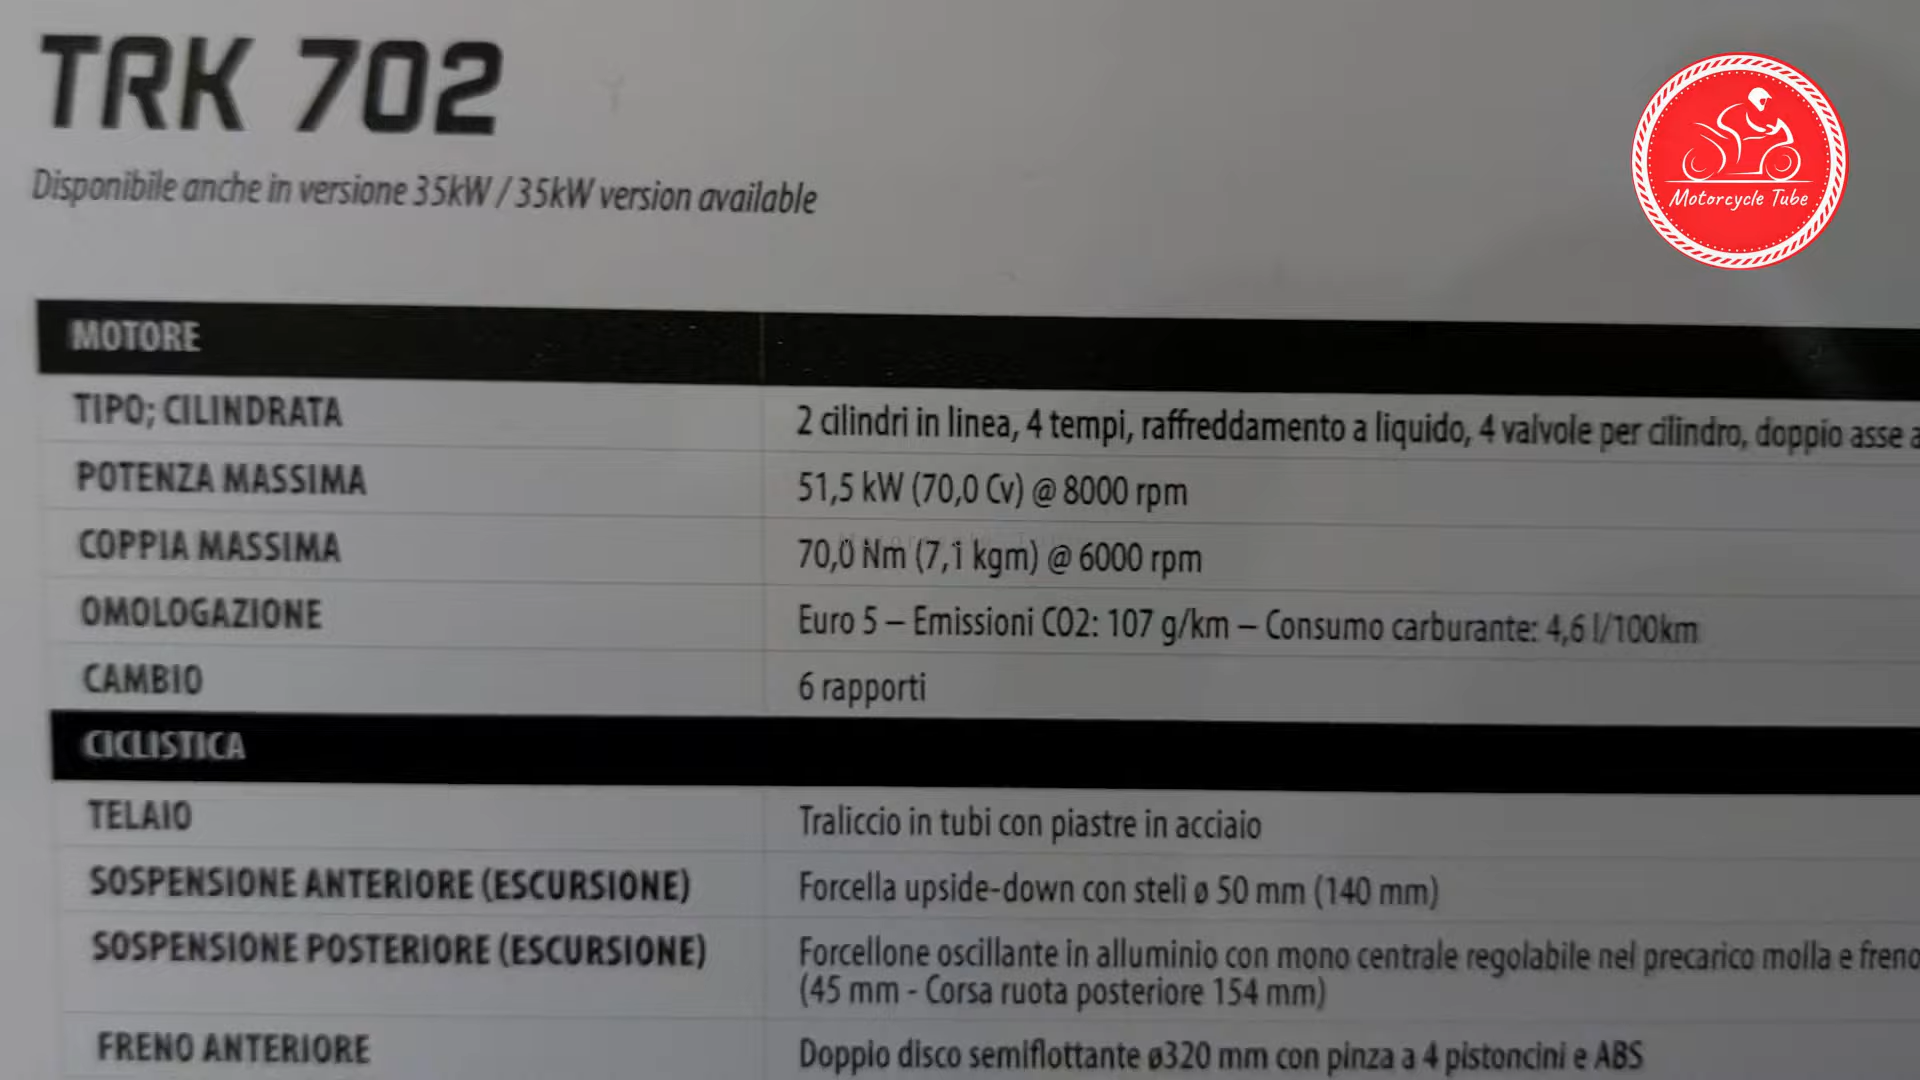 TRK 702
Disponibile anche in versione 35kW / 35kW version available
Motorcycle Tube
MOTORE
TIPO; CILINDRATA 2 cilindri in linea, 4 tempi, raffreddamento a liquido, 4 valvole per cilindro, doppio asse a
POTENZA MASSIMA 51,5 kW (70,0 Cv) @ 8000 rpm
COPPIA MASSIMA 70,0 Nm (7,1 kgm) @ 6000 rpm
Motorcycle Tube
OMOLOGAZIONE Euro 5 – Emissioni CO2: 107 g/km – Consumo carburante: 4,6 l/100km
CAMBIO 6 rapporti
CICLISTICA
TELAIO Traliccio in tubi con piastre in acciaio
SOSPENSIONE ANTERIORE (ESCURSIONE) Forcella upside-down con steli ø 50 mm (140 mm)
SOSPENSIONE POSTERIORE (ESCURSIONE) Forcellone oscillante in alluminio con mono centrale regolabile nel precarico molla e freno
(45 mm - Corsa ruota posteriore 154 mm)
FRENO ANTERIORE Doppio disco semiflottante ø320 mm con pinza a 4 pistoncini e ABS